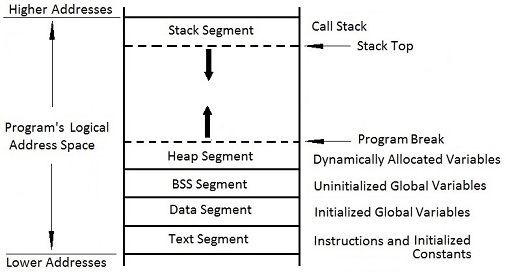 Higher Addresses
Stack Segment
Call Stack
Stack Top
Program's Logical
Address Space
Program Break
Heap Segment
Dynamically Allocated Variables
BSS Segment
Uninitialized Global Variables
Data Segment
Initialized Global Variables
Text Segment
Instructions and Initialized
Constants
Lower Addresses